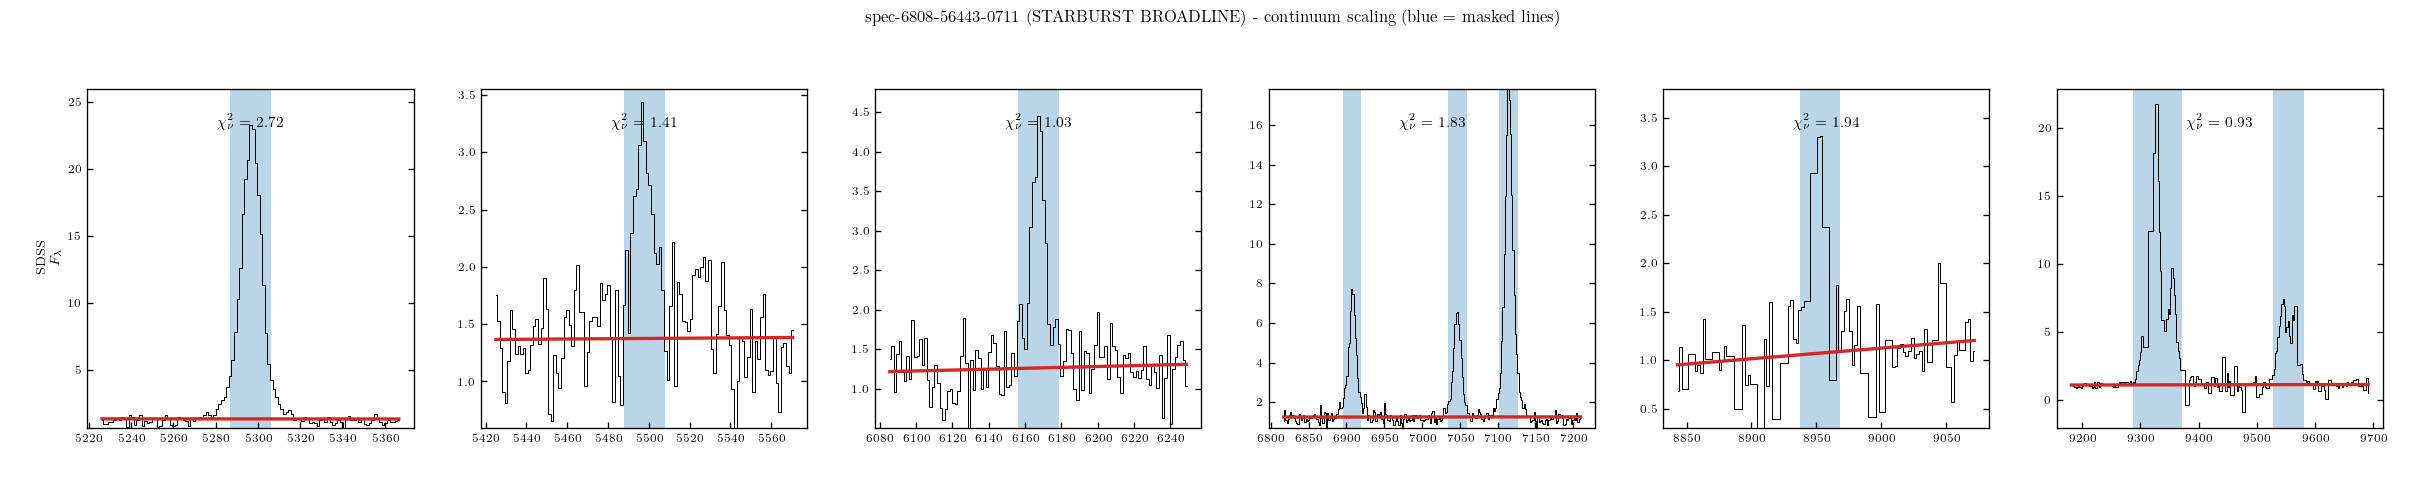 spec-6808-56443-0711 (STARBURST BROADLINE) - continuum scaling (blue = masked lines)
SDSS
Fλ
χ²ν = 2.72
25
20
15
10
5
5220 5240 5260 5280 5300 5320 5340 5360
χ²ν = 1.41
3.5
3.0
2.5
2.0
1.5
1.0
5420 5440 5460 5480 5500 5520 5540 5560
χ²ν = 1.03
4.5
4.0
3.5
3.0
2.5
2.0
1.5
1.0
6080 6100 6120 6140 6160 6180 6200 6220 6240
χ²ν = 1.83
16
14
12
10
8
6
4
2
6800 6850 6900 6950 7000 7050 7100 7150 7200
χ²ν = 1.94
3.5
3.0
2.5
2.0
1.5
1.0
0.5
8850 8900 8950 9000 9050
χ²ν = 0.93
20
15
10
5
0
9200 9300 9400 9500 9600 9700